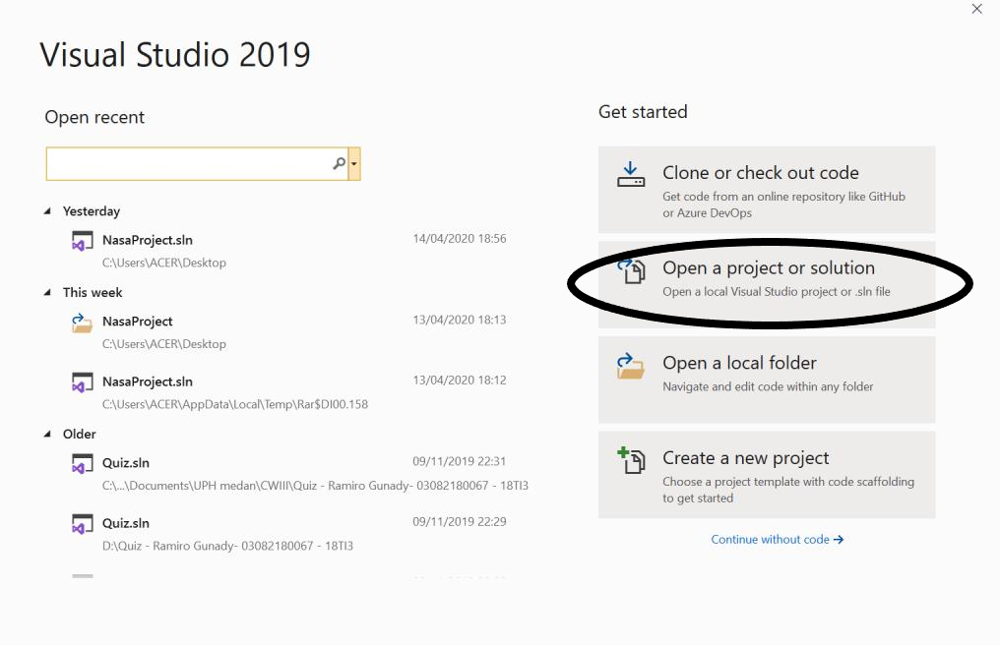 Visual Studio 2019
Open recent
Yesterday
NasaProject.sln 14/04/2020 18:56
C:\Users\ACER\Desktop
This week
NasaProject 13/04/2020 18:13
C:\Users\ACER\Desktop
NasaProject.sln 13/04/2020 18:12
C:\Users\ACER\AppData\Local\Temp\Rar$DI00.158
Older
Quiz.sln 09/11/2019 22:31
C:\...\Documents\UPH medan\CWIII\Quiz - Ramiro Gunady- 03082180067 - 18TI3
Quiz.sln 09/11/2019 22:29
D:\Quiz - Ramiro Gunady- 03082180067 - 18TI3
Get started
Clone or check out code
Get code from an online repository like GitHub
or Azure DevOps
Open a project or solution
Open a local Visual Studio project or .sln file
Open a local folder
Navigate and edit code within any folder
Create a new project
Choose a project template with code scaffolding
to get started
Continue without code